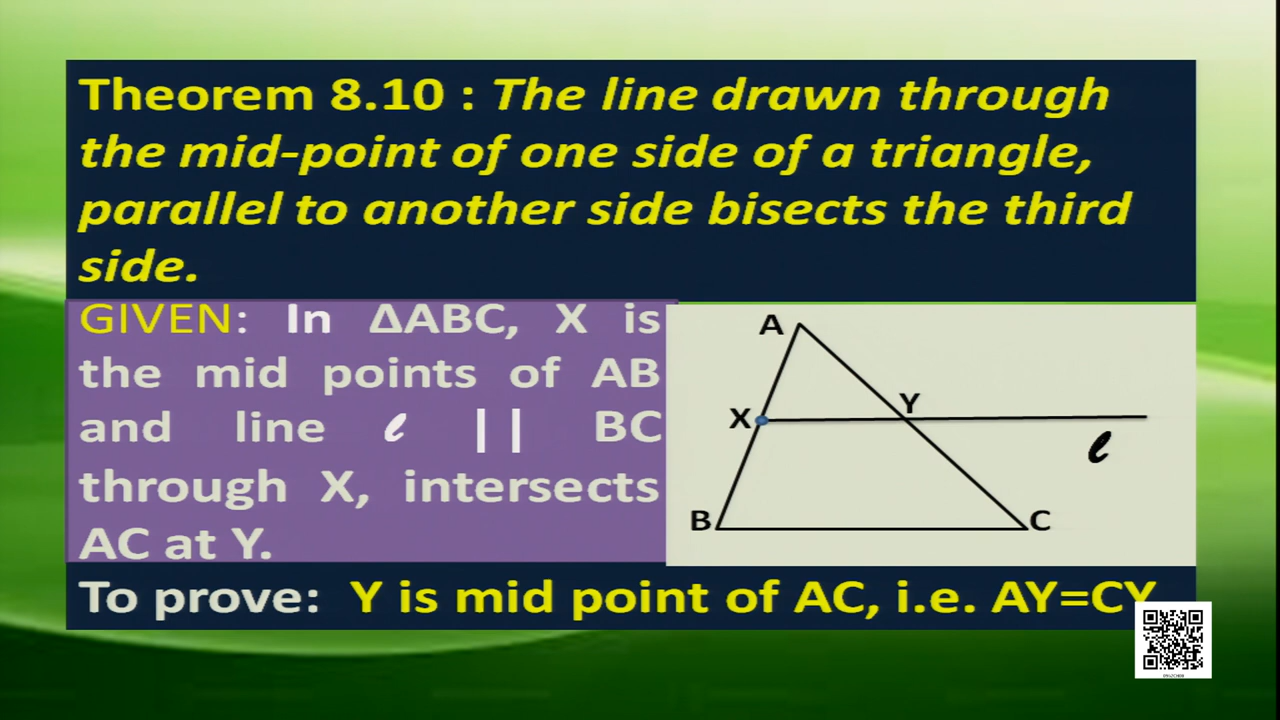 Theorem 8.10 : The line drawn through
the mid-point of one side of a triangle,
parallel to another side bisects the third
side.
GIVEN: In ΔABC, X is
the mid points of AB
and line ℓ || BC
through X, intersects
AC at Y.
A
X
Y
ℓ
B
C
To prove: Y is mid point of AC, i.e. AY=CY